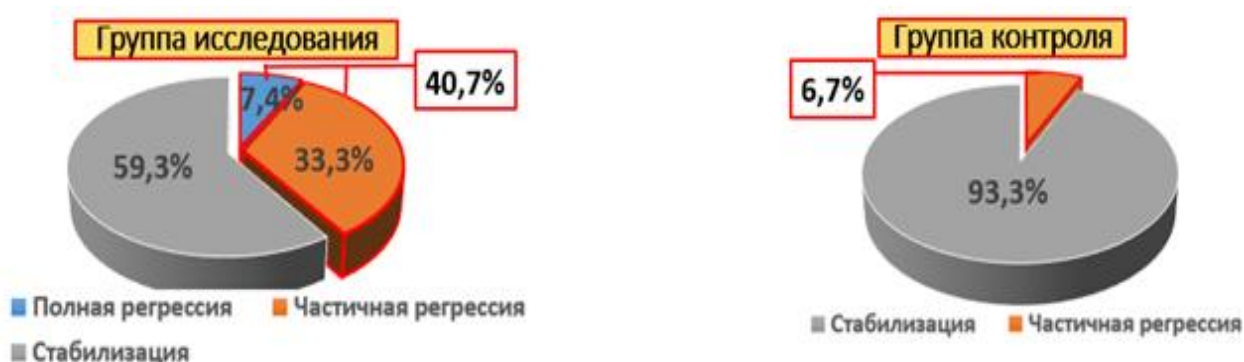 Группа исследования
40,7%
7,4%
59,3%
33,3%
Полная регрессия
Частичная регрессия
Стабилизация
Группа контроля
6,7%
93,3%
Стабилизация
Частичная регрессия